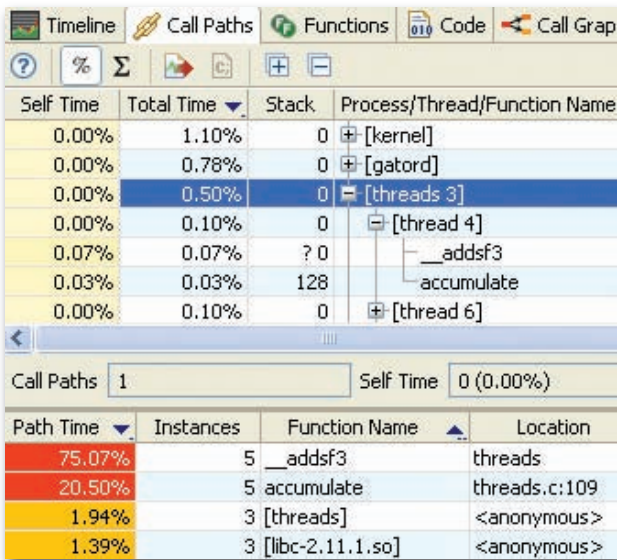 Timeline Call Paths Functions Code Call Grap
% Σ
Self Time Total Time Stack Process/Thread/Function Name
0.00% 1.10% 0 [kernel]
0.00% 0.78% 0 [gatord]
0.00% 0.50% 0 [threads 3]
0.00% 0.10% 0 [thread 4]
0.07% 0.07% ? 0 __addsf3
0.03% 0.03% 128 accumulate
0.00% 0.10% 0 [thread 6]
Call Paths 1 Self Time 0 (0.00%)
Path Time Instances Function Name Location
75.07% 5 __addsf3 threads
20.50% 5 accumulate threads.c:109
1.94% 3 [threads] <anonymous>
1.39% 3 [libc-2.11.1.so] <anonymous>